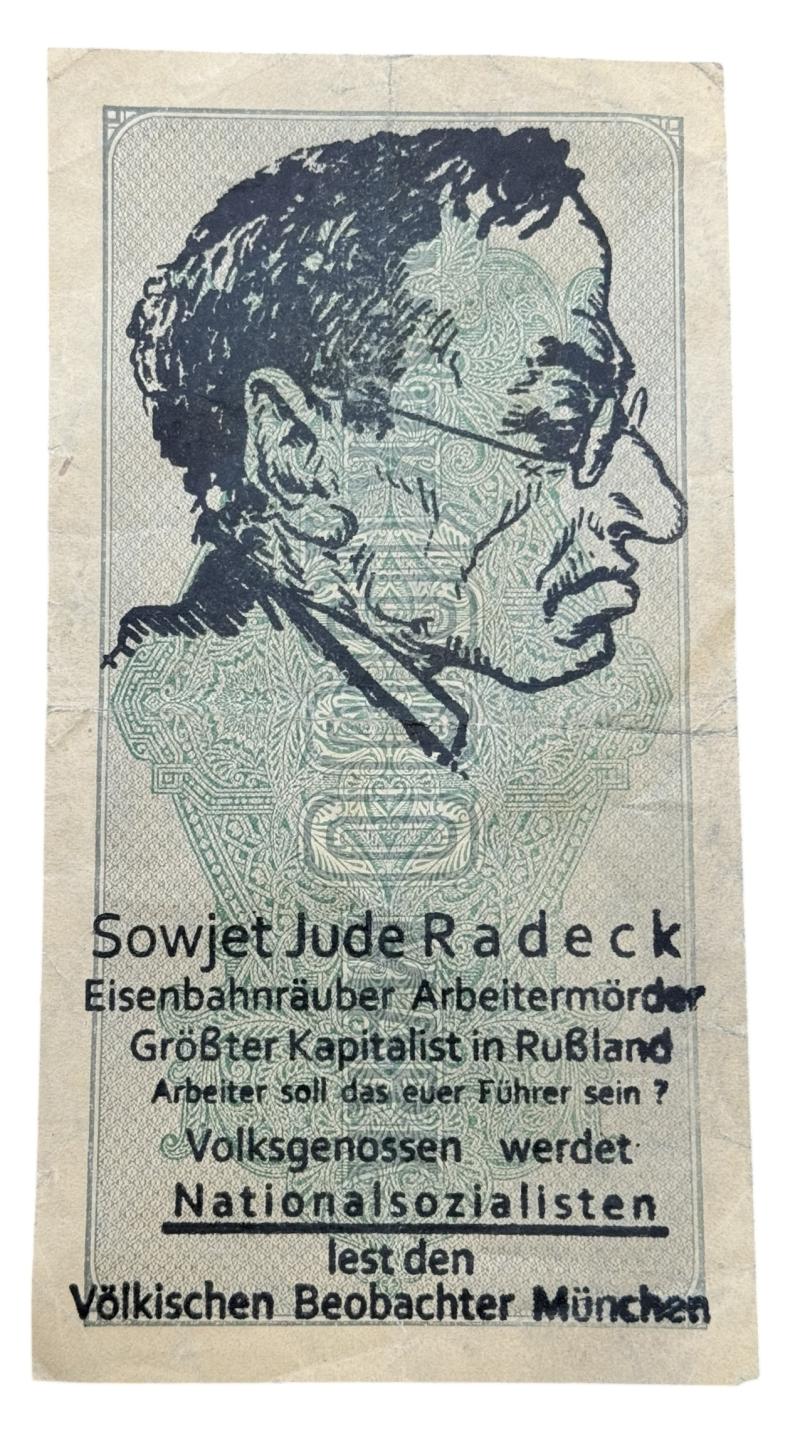 Sowjet Jude Radeck
Eisenbahnräuber Arbeitermörder
Größter Kapitalist in Rußland
Arbeiter soll das euer Führer sein ?
Volksgenossen werdet
Nationalsozialisten
lest den
Völkischen Beobachter München